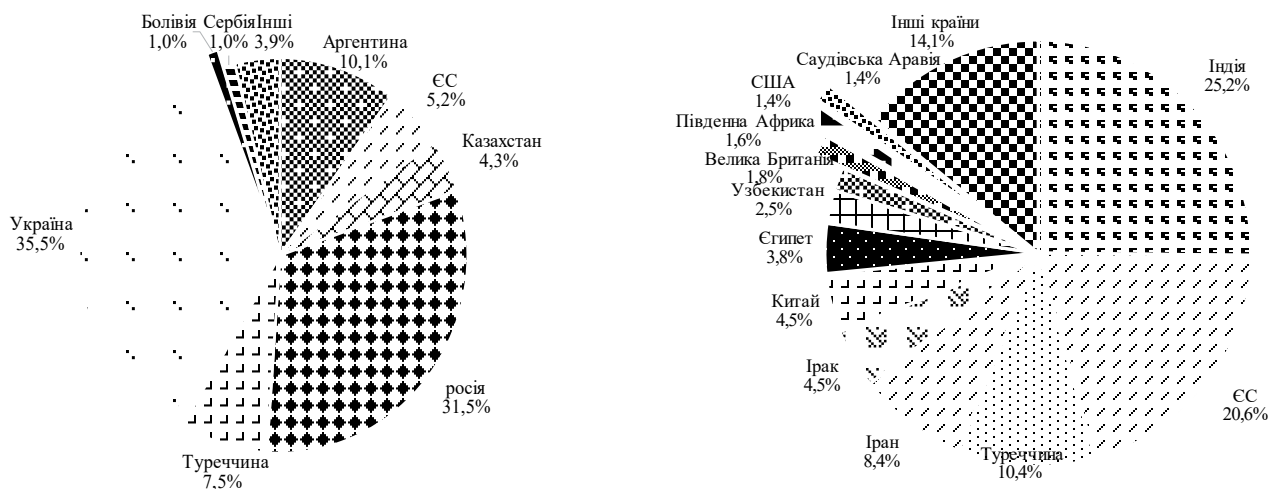 Болівія
1,0%
Сербія
1,0%
Інші
3,9%
Аргентина
10,1%
ЄС
5,2%
Казахстан
4,3%
росія
31,5%
Туреччина
7,5%
Україна
35,5%
Інші країни
14,1%
Саудівська Аравія
1,4%
США
1,4%
Південна Африка
1,6%
Велика Британія
1,8%
Узбекистан
2,5%
Єгипет
3,8%
Китай
4,5%
Ірак
4,5%
Іран
8,4%
Туреччина
10,4%
ЄС
20,6%
Індія
25,2%